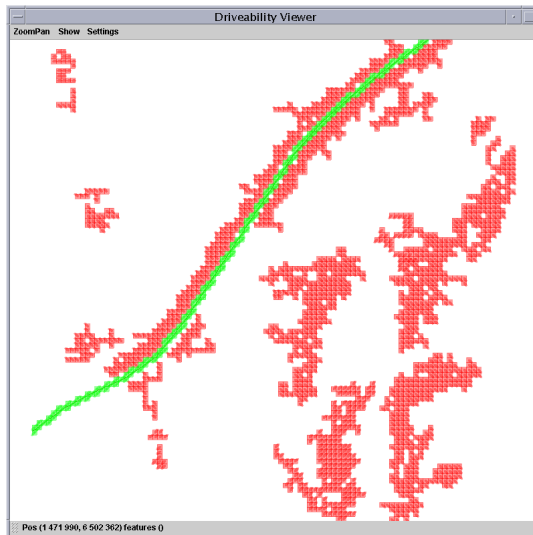 Driveability Viewer
ZoomPan Show Settings
Pos (1 471 990, 6 502 362) features ()